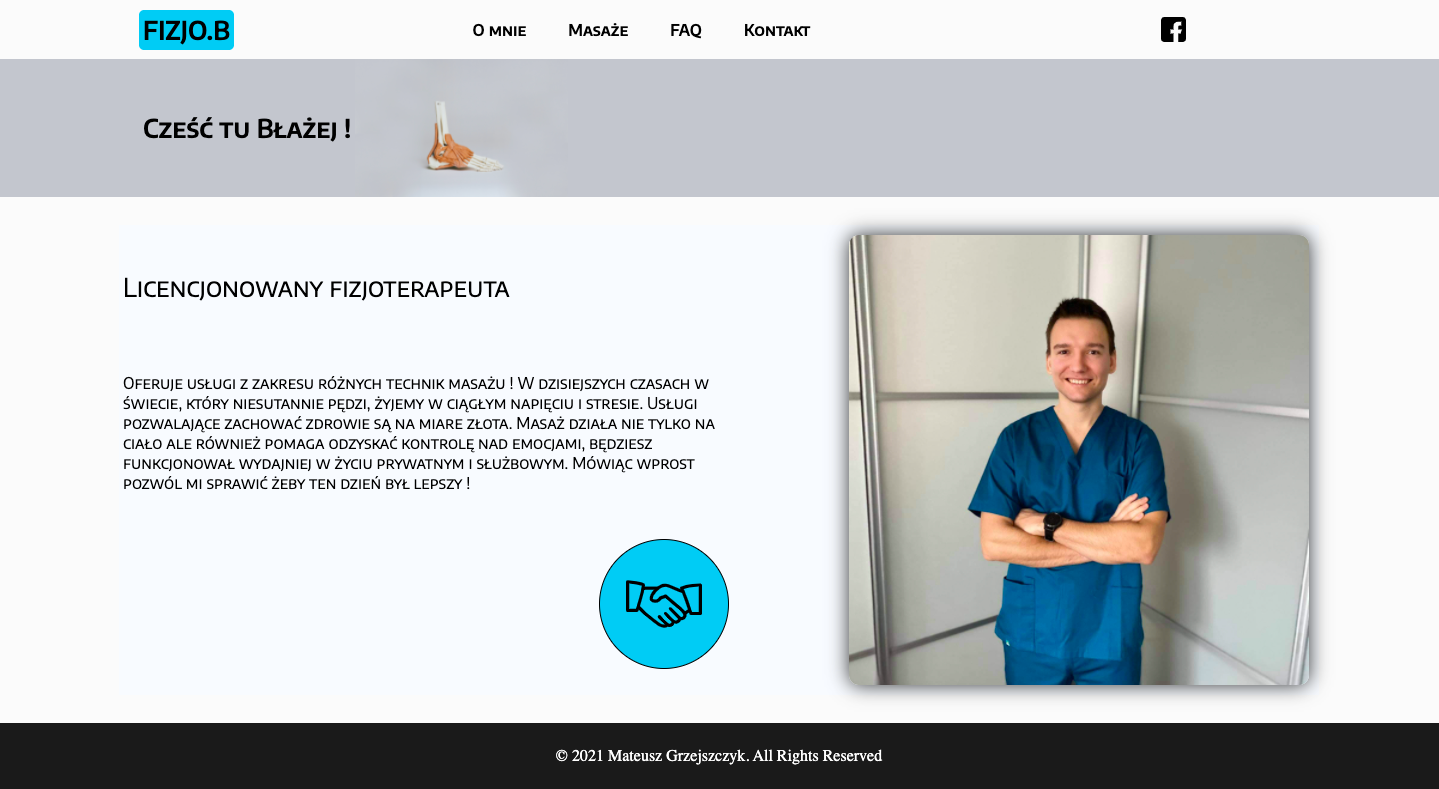 FIZJO.B
O mnie Masaże FAQ Kontakt
Cześć tu Błażej !
Licencjonowany fizjoterapeuta
Oferuje usługi z zakresu różnych technik masażu ! W dzisiejszych czasach w
świecie, który niesutannie pędzi, żyjemy w ciągłym napięciu i stresie. Usługi
pozwalające zachować zdrowie są na miare złota. Masaż działa nie tylko na
ciało ale również pomaga odzyskać kontrolę nad emocjami, będziesz
funkcjonował wydajniej w życiu prywatnym i służbowym. Mówiąc wprost
pozwól mi sprawić żeby ten dzień był lepszy !
© 2021 Mateusz Grzejszczyk. All Rights Reserved